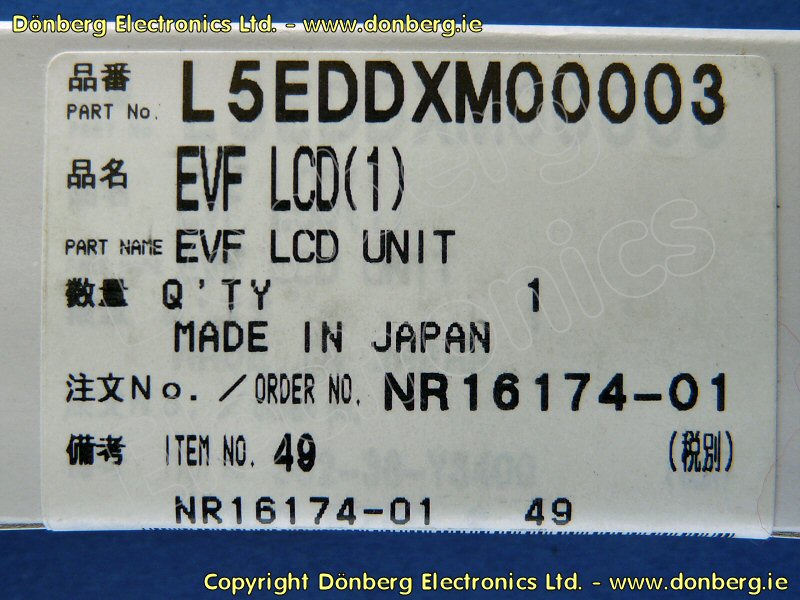 Dönberg Electronics Ltd. - www.donberg.ie
品番 L5EDDXM00003
PART No.
品名 EVF LCD(1)
PART NAME EVF LCD UNIT
数量 Q'TY 1
MADE IN JAPAN
注文No. / ORDER NO. NR16174-01
備考 ITEM NO. 49 (税別)
NR16174-01 49
Copyright Dönberg Electronics Ltd. - www.donberg.ie